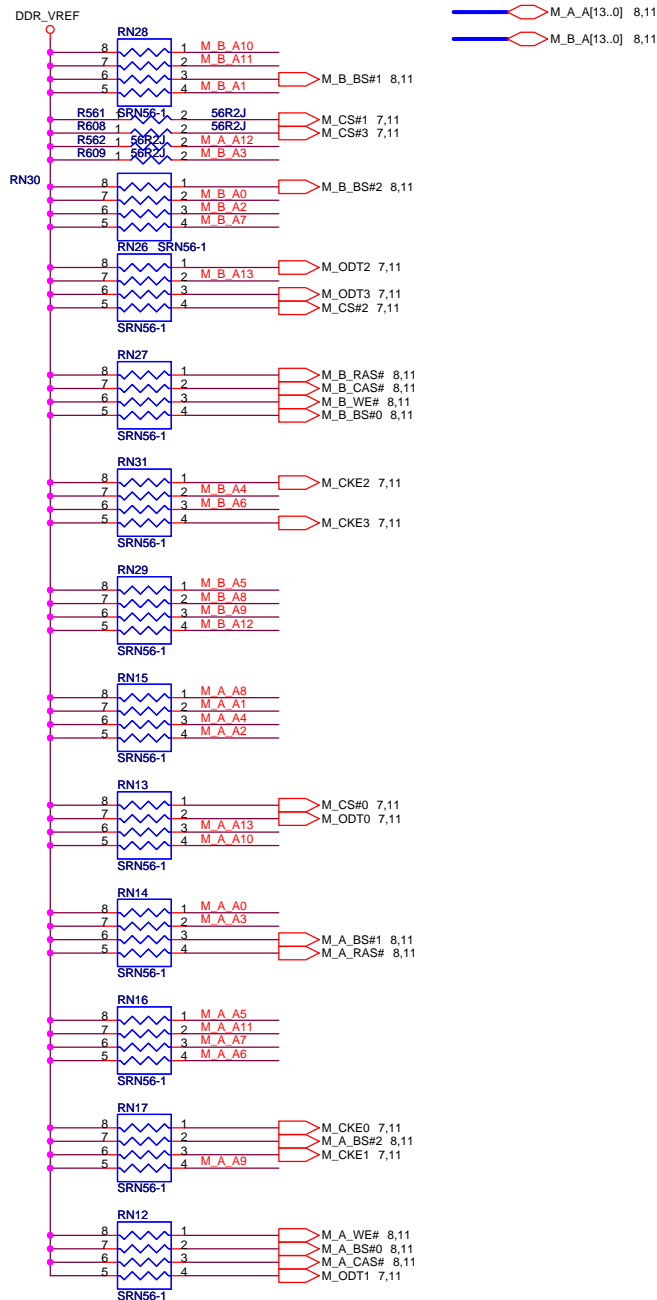 DDR_VREF
M_A_A[13..0] 8,11
M_B_A[13..0] 8,11
RN28
8 1 M_B_A10
7 2 M_B_A11
6 3 M_B_BS#1 8,11
5 4 M_B_A1
SRN56-1
R561 1 2 56R2J M_CS#1 7,11
R608 1 2 56R2J M_CS#3 7,11
R562 1 56R2J 2 M_A_A12
R609 1 56R2J 2 M_B_A3
RN30
8 1 M_B_BS#2 8,11
7 2 M_B_A0
6 3 M_B_A2
5 4 M_B_A7
RN26 SRN56-1
8 1 M_ODT2 7,11
7 2 M_B_A13
6 3 M_ODT3 7,11
5 4 M_CS#2 7,11
SRN56-1
RN27
8 1 M_B_RAS# 8,11
7 2 M_B_CAS# 8,11
6 3 M_B_WE# 8,11
5 4 M_B_BS#0 8,11
SRN56-1
RN31
8 1 M_CKE2 7,11
7 2 M_B_A4
6 3 M_B_A6
5 4 M_CKE3 7,11
SRN56-1
RN29
8 1 M_B_A5
7 2 M_B_A8
6 3 M_B_A9
5 4 M_B_A12
SRN56-1
RN15
8 1 M_A_A8
7 2 M_A_A1
6 3 M_A_A4
5 4 M_A_A2
SRN56-1
RN13
8 1 M_CS#0 7,11
7 2 M_ODT0 7,11
6 3 M_A_A13
5 4 M_A_A10
SRN56-1
RN14
8 1 M_A_A0
7 2 M_A_A3
6 3 M_A_BS#1 8,11
5 4 M_A_RAS# 8,11
SRN56-1
RN16
8 1 M_A_A5
7 2 M_A_A11
6 3 M_A_A7
5 4 M_A_A6
SRN56-1
RN17
8 1 M_CKE0 7,11
7 2 M_A_BS#2 8,11
6 3 M_CKE1 7,11
5 4 M_A_A9
SRN56-1
RN12
8 1 M_A_WE# 8,11
7 2 M_A_BS#0 8,11
6 3 M_A_CAS# 8,11
5 4 M_ODT1 7,11
SRN56-1